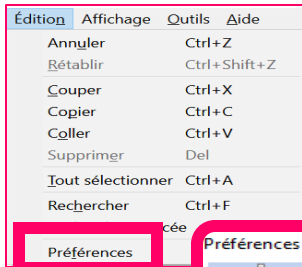 Édition Affichage Outils Aide
Annuler Ctrl+Z
Rétablir Ctrl+Shift+Z
Couper Ctrl+X
Copier Ctrl+C
Coller Ctrl+V
Supprimer Del
Tout sélectionner Ctrl+A
Rechercher Ctrl+F
Préférences
Préférences